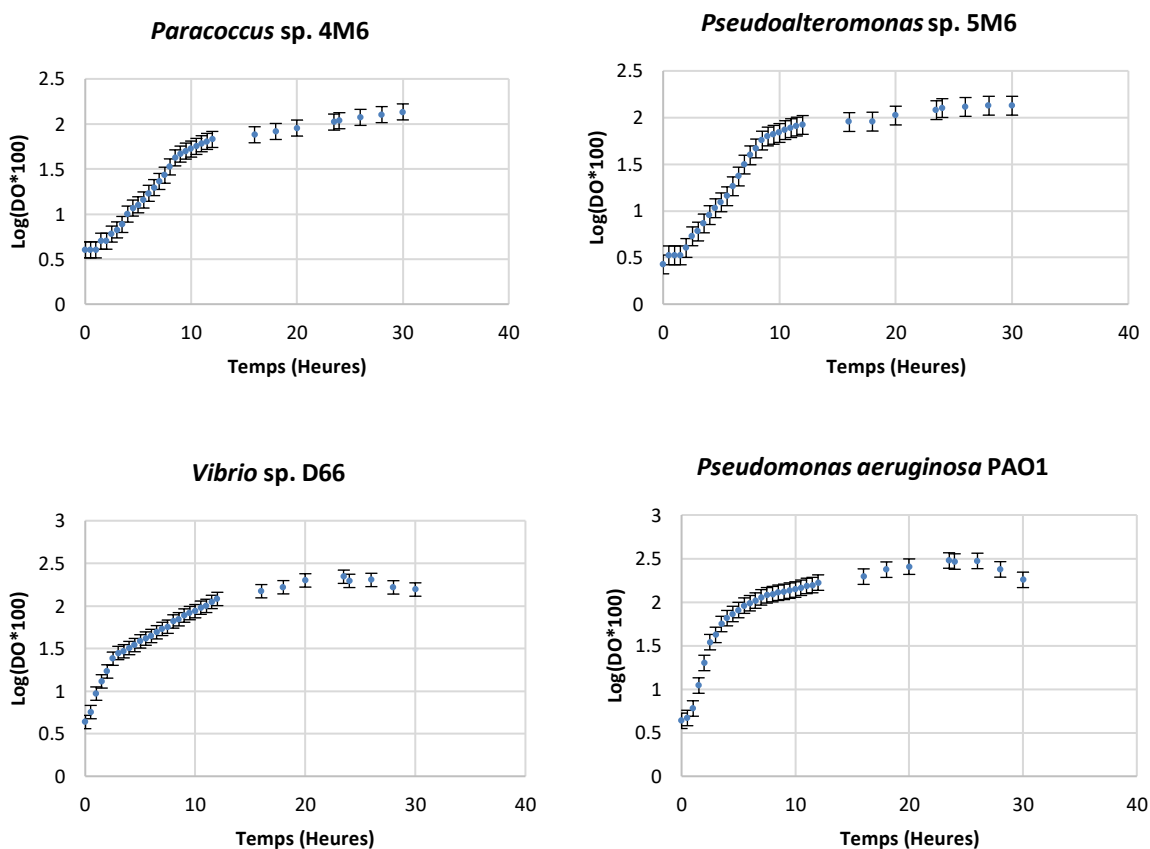 Paracoccus sp. 4M6
Log(DO*100)
2.5
2
1.5
1
0.5
0
0 10 20 30 40
Temps (Heures)
Pseudoalteromonas sp. 5M6
Log(DO*100)
2.5
2
1.5
1
0.5
0
0 10 20 30 40
Temps (Heures)
Vibrio sp. D66
Log(DO*100)
3
2.5
2
1.5
1
0.5
0
0 10 20 30 40
Temps (Heures)
Pseudomonas aeruginosa PAO1
Log(DO*100)
3
2.5
2
1.5
1
0.5
0
0 10 20 30 40
Temps (Heures)